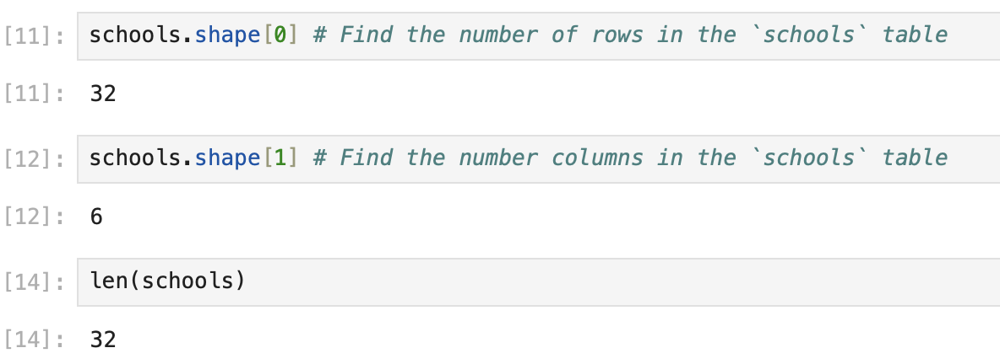 [11]: schools.shape[0] # Find the number of rows in the `schools` table
[11]: 32
[12]: schools.shape[1] # Find the number columns in the `schools` table
[12]: 6
[14]: len(schools)
[14]: 32